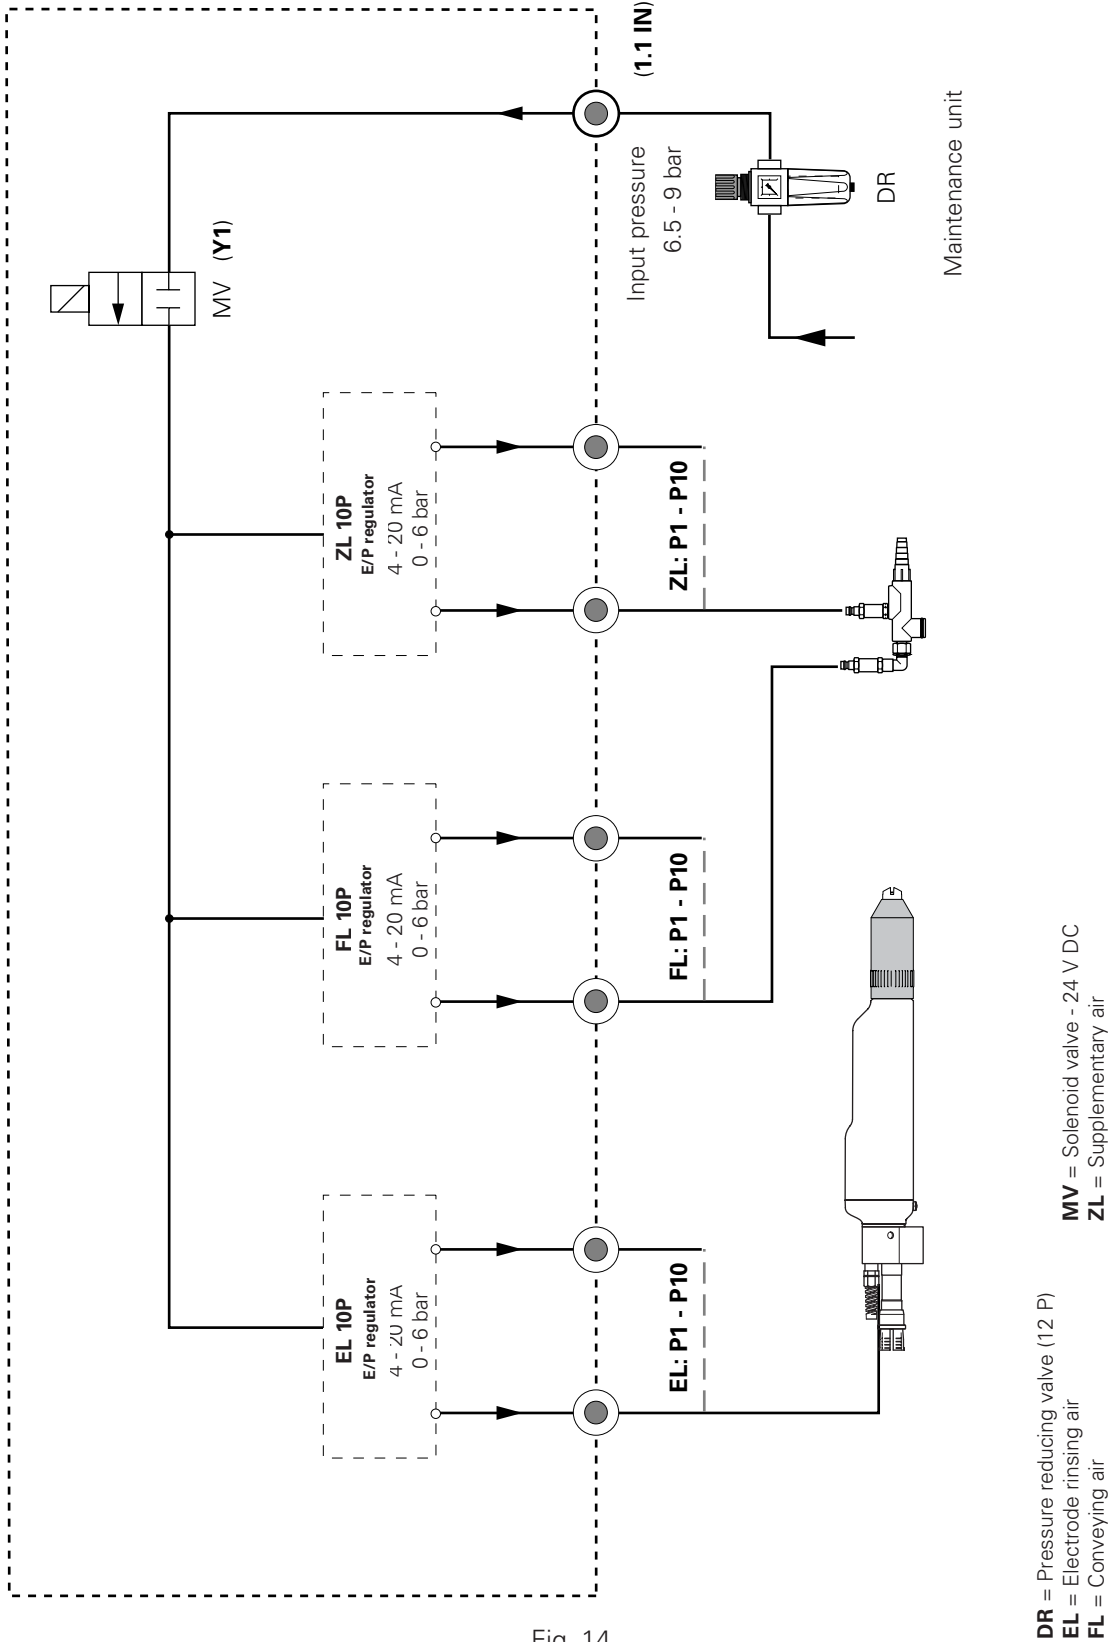 (1.1 IN)
Input pressure
6.5 - 9 bar
DR
Maintenance unit
MV (Y1)
ZL 10P
E/P regulator
4 - 20 mA
0 - 6 bar
ZL: P1 - P10
FL 10P
E/P regulator
4 - 20 mA
0 - 6 bar
FL: P1 - P10
EL 10P
E/P regulator
4 - 20 mA
0 - 6 bar
EL: P1 - P10
DR = Pressure reducing valve (12 P)
EL = Electrode rinsing air
FL = Conveying air
MV = Solenoid valve - 24 V DC
ZL = Supplementary air
Fig. 14